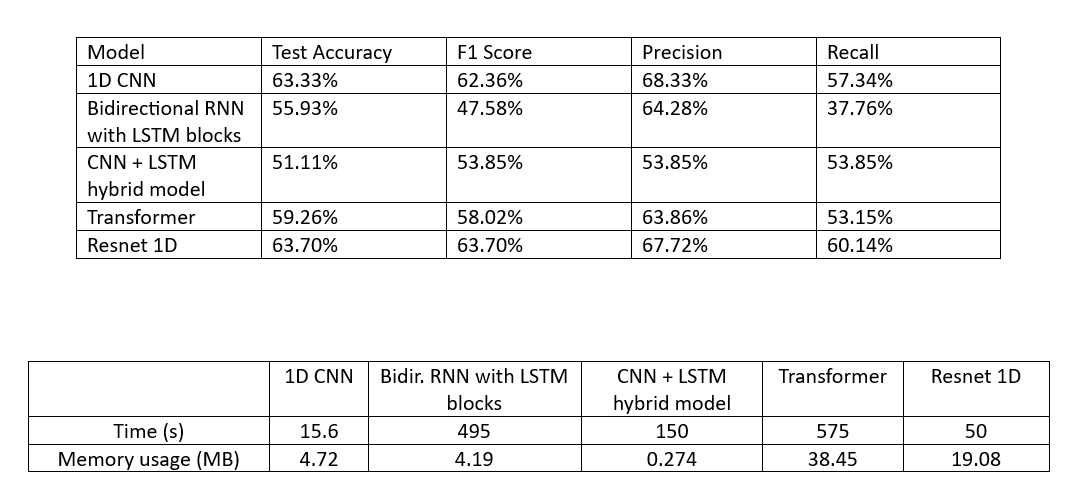 Model Test Accuracy F1 Score Precision Recall
1D CNN 63.33% 62.36% 68.33% 57.34%
Bidirectional RNN 55.93% 47.58% 64.28% 37.76%
with LSTM blocks
CNN + LSTM 51.11% 53.85% 53.85% 53.85%
hybrid model
Transformer 59.26% 58.02% 63.86% 53.15%
Resnet 1D 63.70% 63.70% 67.72% 60.14%
1D CNN Bidir. RNN with LSTM CNN + LSTM Transformer Resnet 1D
blocks hybrid model
Time (s) 15.6 495 150 575 50
Memory usage (MB) 4.72 4.19 0.274 38.45 19.08